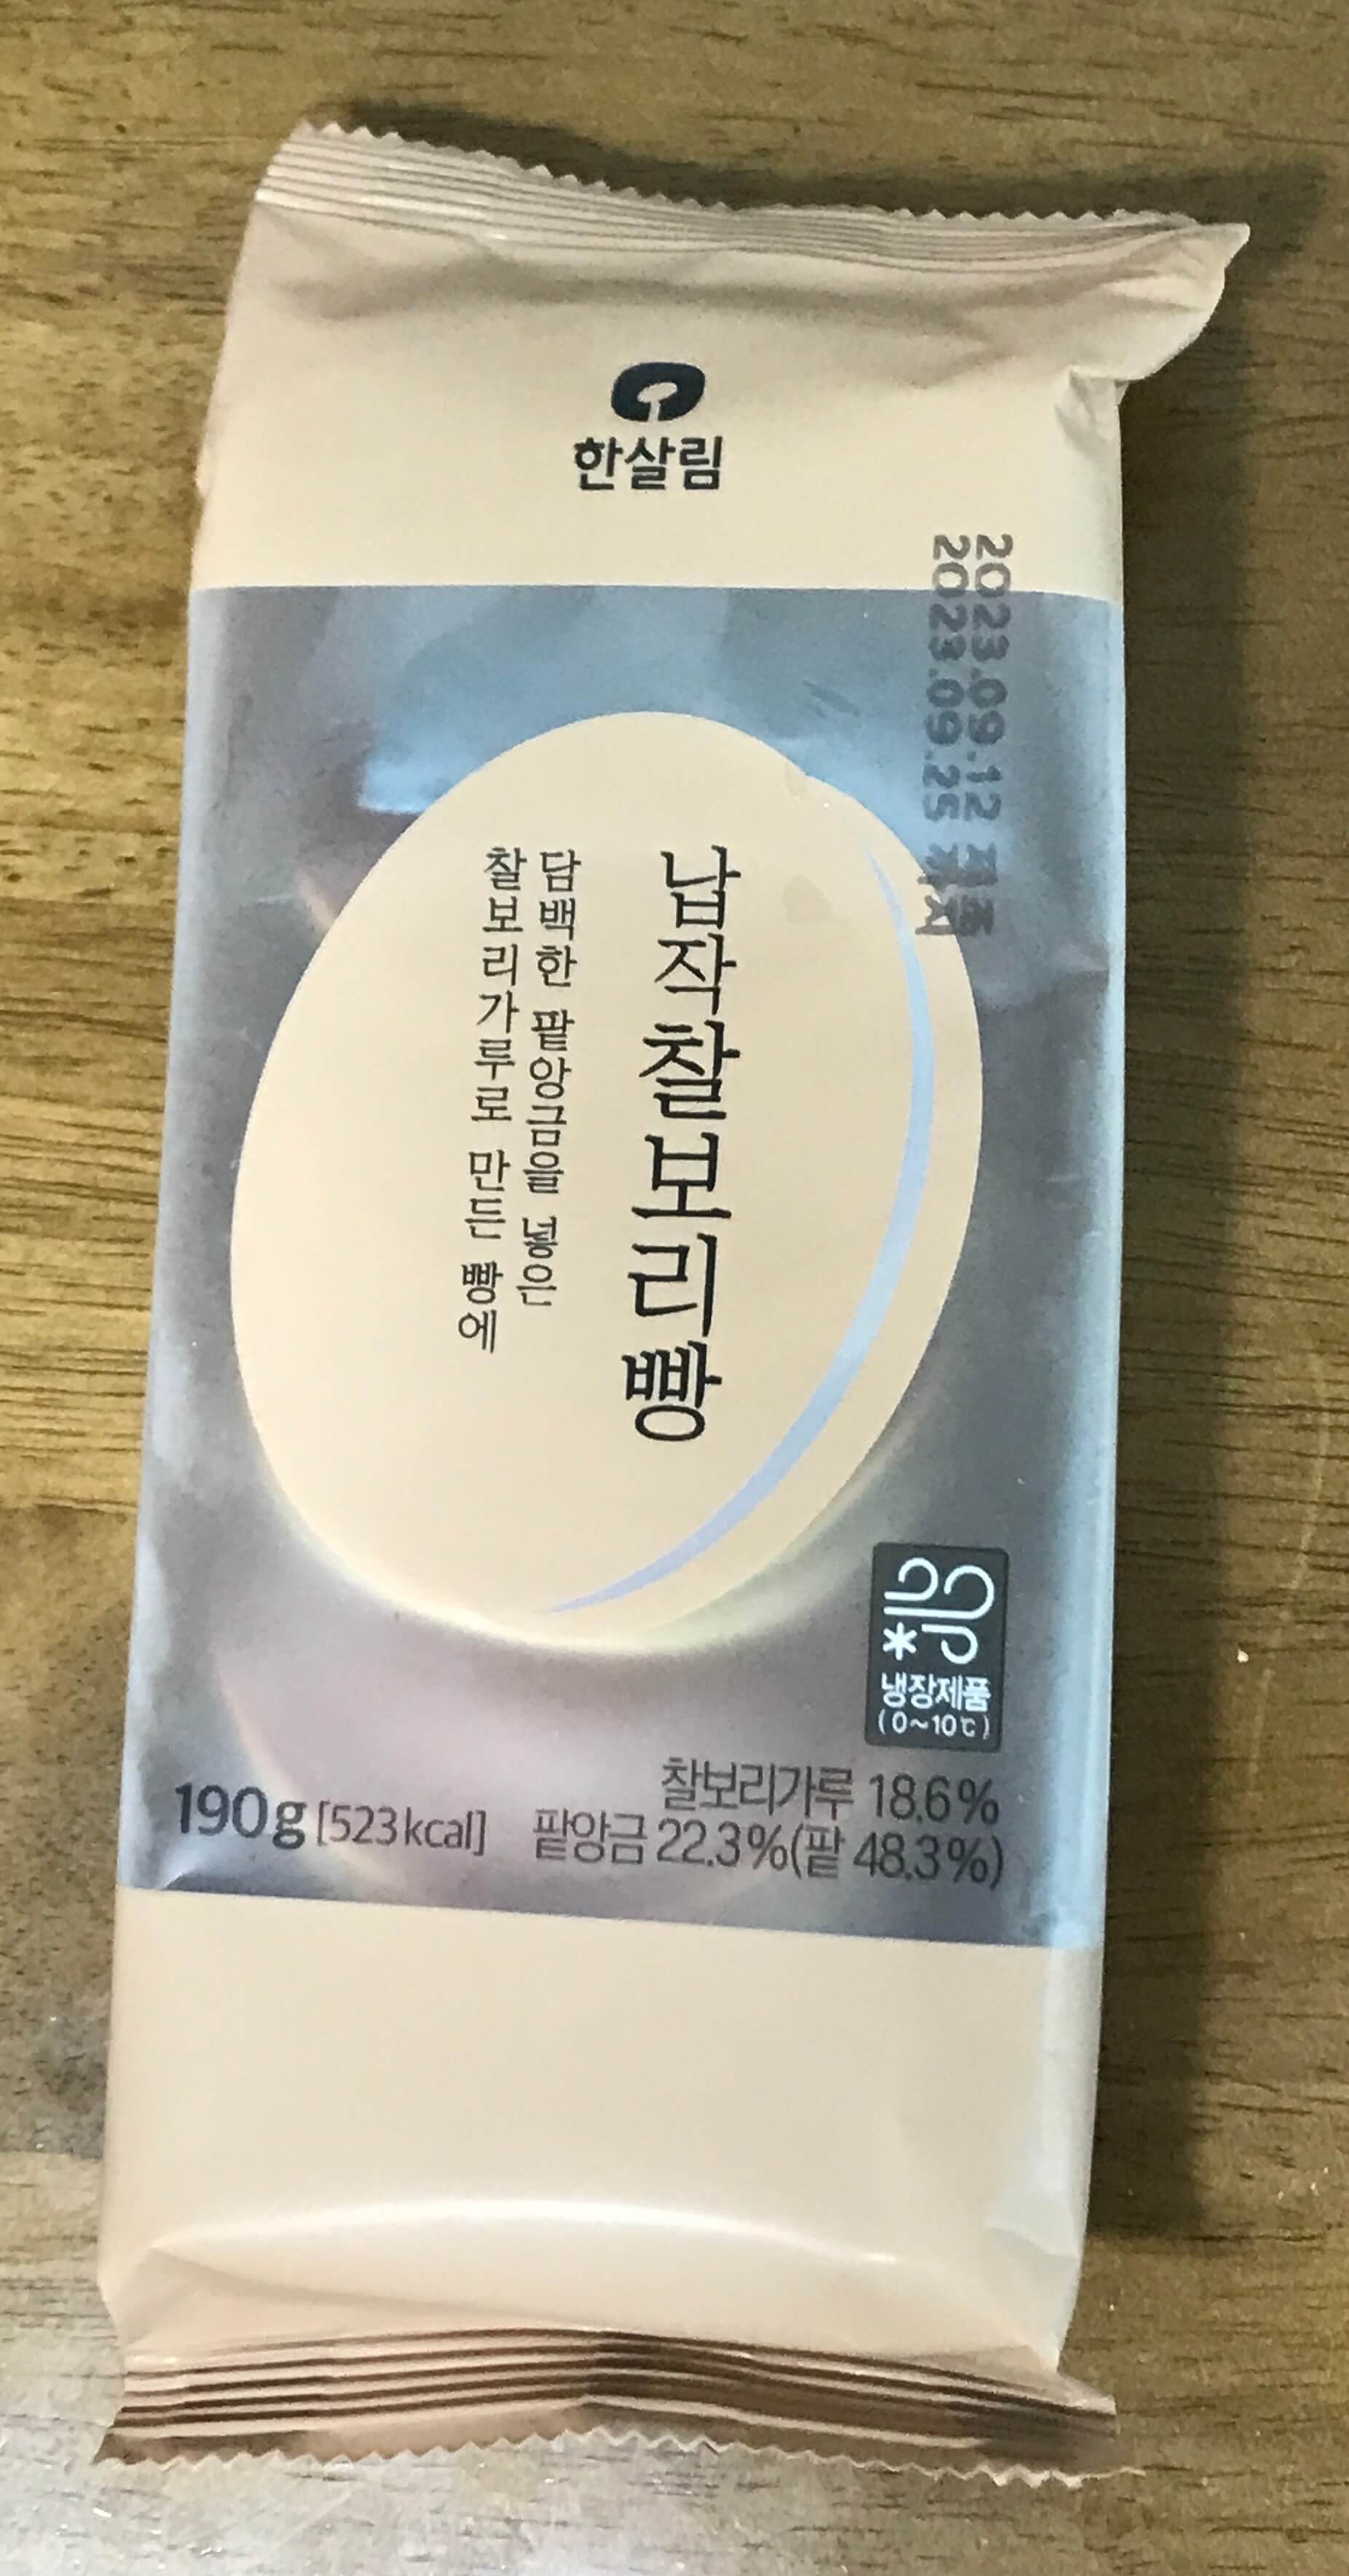 한살림
2023.09.12 제조
2023.09.25 까지
납작찰보리빵
찰보리가루로 만든 빵에
담백한 팥앙금을 넣은
냉장
냉장제품
(0~10℃)
찰보리가루 18.6%
190g [523kcal] 팥앙금 22.3%(팥 48.3%)